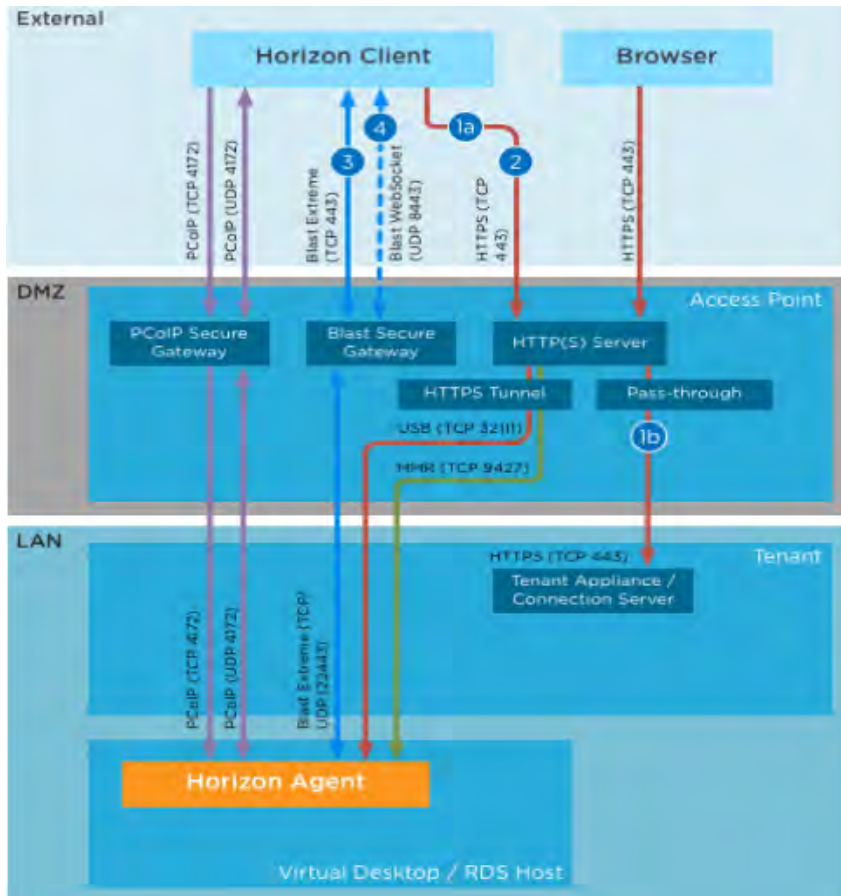 External
Horizon Client
Browser
PCoIP (TCP 4172)
PCoIP (UDP 4172)
3
Blast Extreme
(TCP 443)
4
Blast WebSocket
(UDP 8443)
1a
2
HTTPS (TCP
443)
HTTPS (TCP 443)
DMZ
Access Point
PCoIP Secure
Gateway
Blast Secure
Gateway
HTTP(S) Server
HTTPS Tunnel
Pass-through
USB (TCP 32111)
1b
MMR (TCP 9427)
LAN
Tenant
HTTPS (TCP 443)
Tenant Appliance /
Connection Server
PCoIP (TCP 4172)
PCoIP (UDP 4172)
Blast Extreme (TCP/
UDP (22443)
Horizon Agent
Virtual Desktop / RDS Host